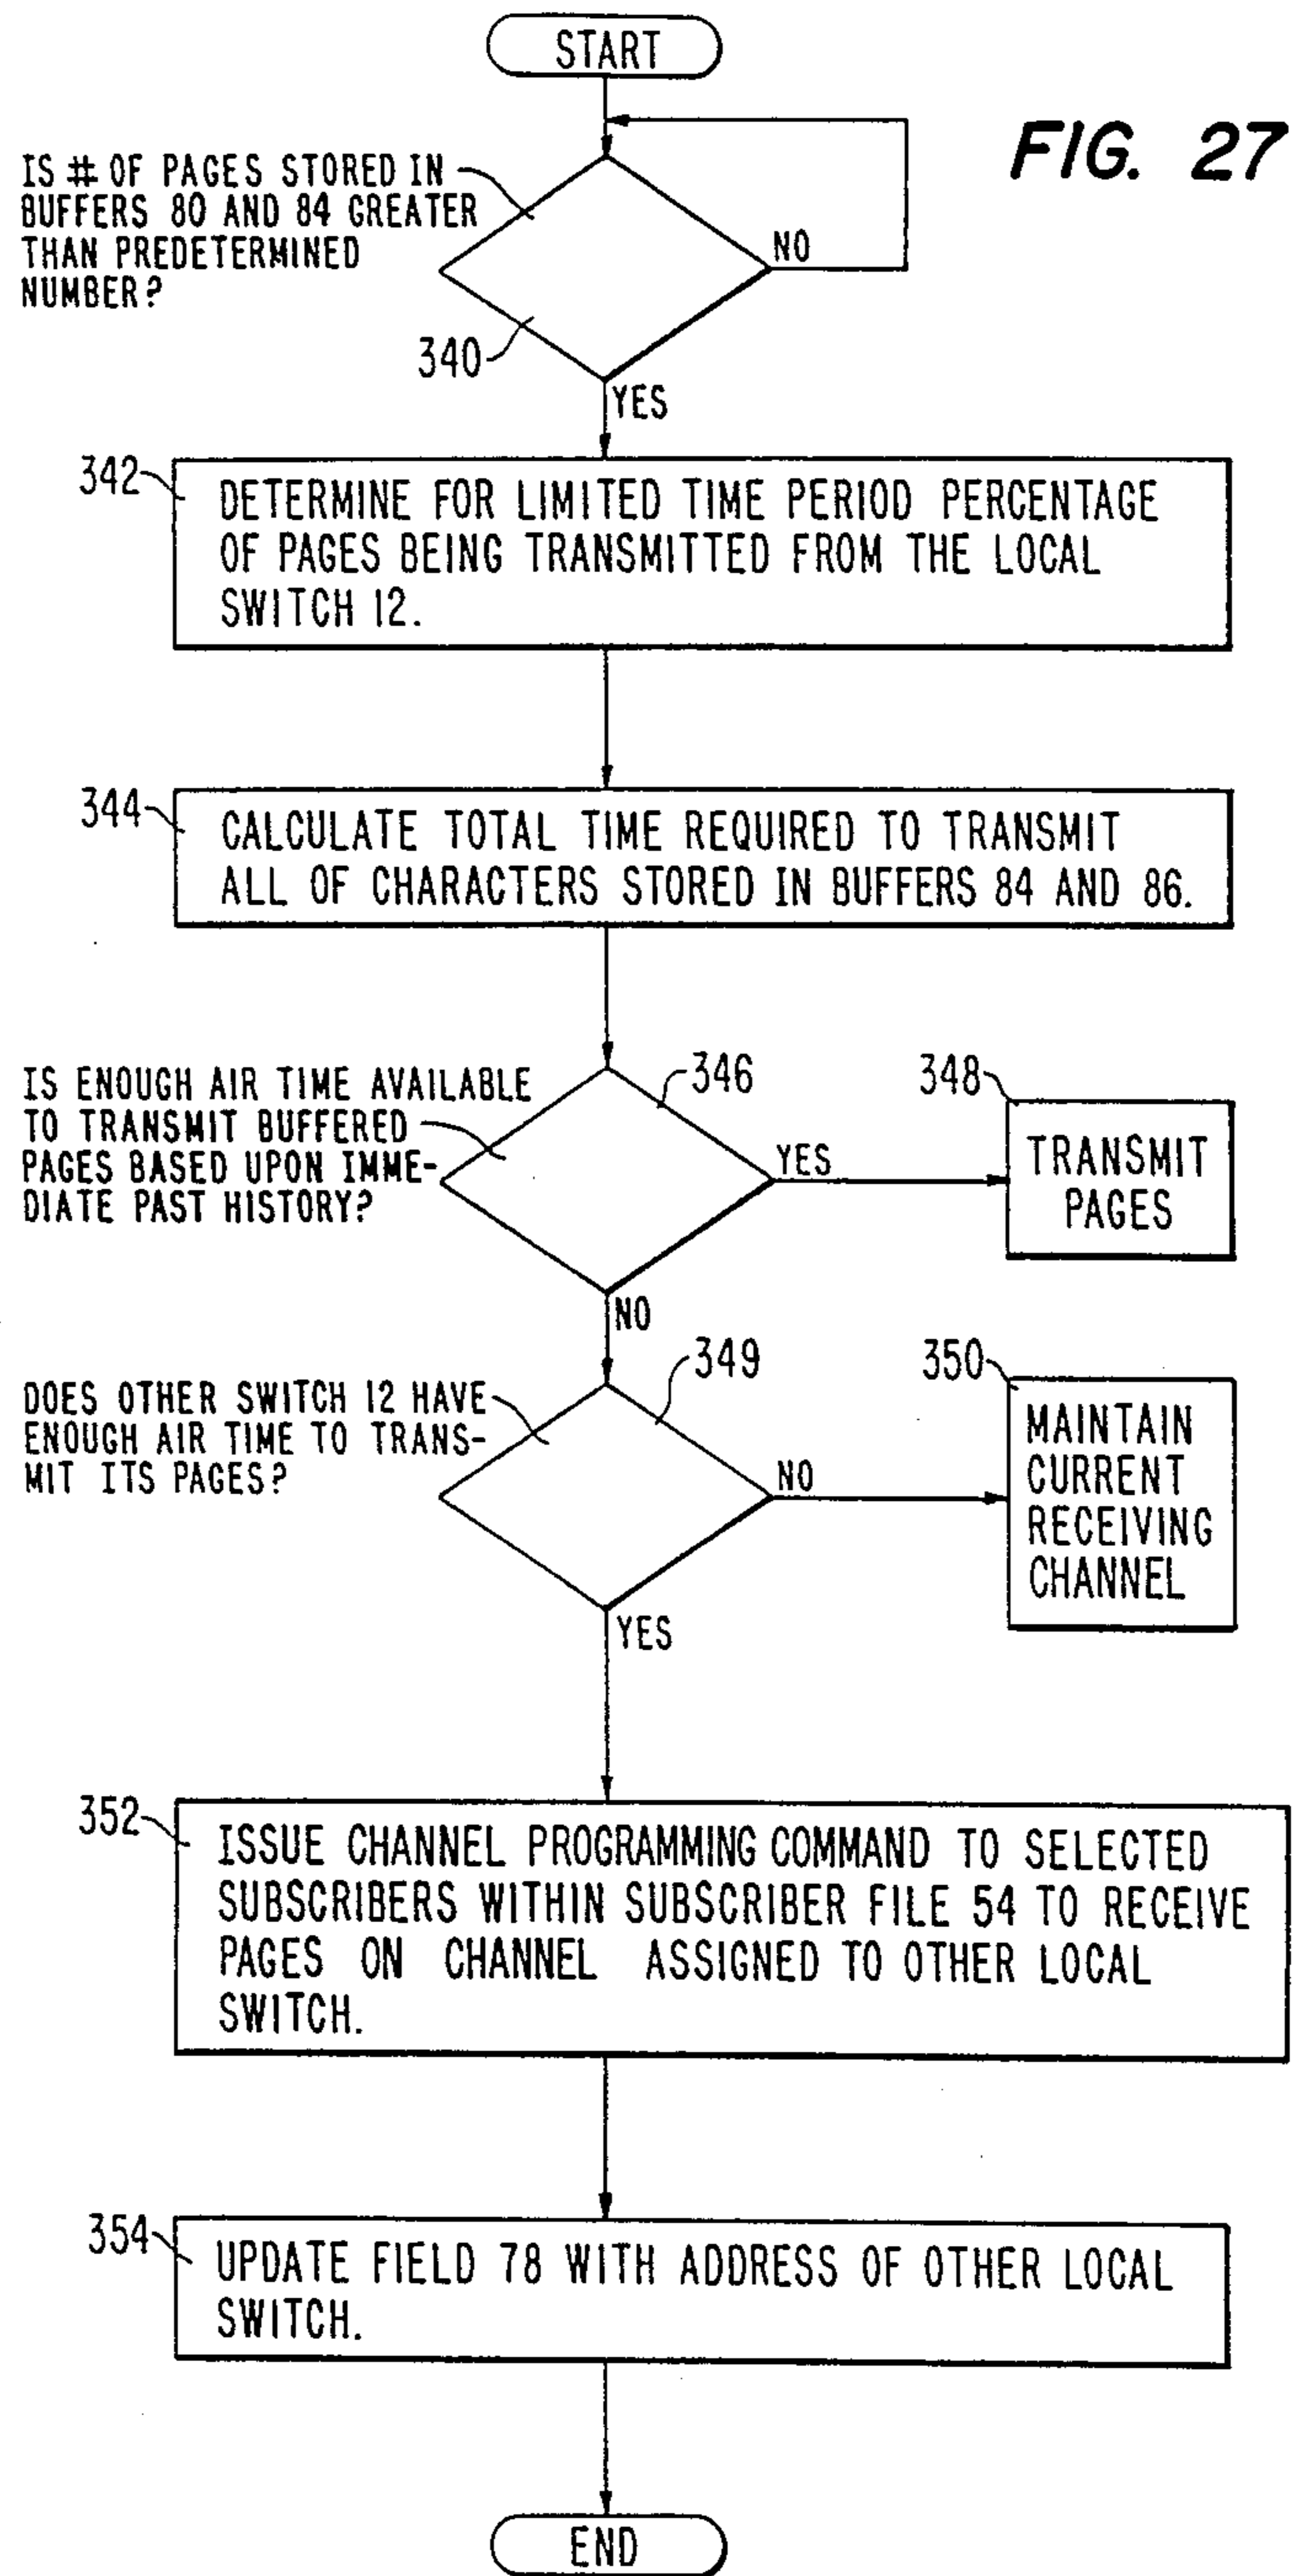 START
FIG. 27
IS # OF PAGES STORED IN
BUFFERS 80 AND 84 GREATER
THAN PREDETERMINED
NUMBER?
NO
340
YES
342
DETERMINE FOR LIMITED TIME PERIOD PERCENTAGE
OF PAGES BEING TRANSMITTED FROM THE LOCAL
SWITCH 12.
344
CALCULATE TOTAL TIME REQUIRED TO TRANSMIT
ALL OF CHARACTERS STORED IN BUFFERS 84 AND 86.
IS ENOUGH AIR TIME AVAILABLE
TO TRANSMIT BUFFERED
PAGES BASED UPON IMME-
DIATE PAST HISTORY?
346
YES
348
TRANSMIT
PAGES
NO
DOES OTHER SWITCH 12 HAVE
ENOUGH AIR TIME TO TRANS-
MIT ITS PAGES?
349
NO
350
MAINTAIN
CURRENT
RECEIVING
CHANNEL
YES
352
ISSUE CHANNEL PROGRAMMING COMMAND TO SELECTED
SUBSCRIBERS WITHIN SUBSCRIBER FILE 54 TO RECEIVE
PAGES ON CHANNEL ASSIGNED TO OTHER LOCAL
SWITCH.
354
UPDATE FIELD 78 WITH ADDRESS OF OTHER LOCAL
SWITCH.
END